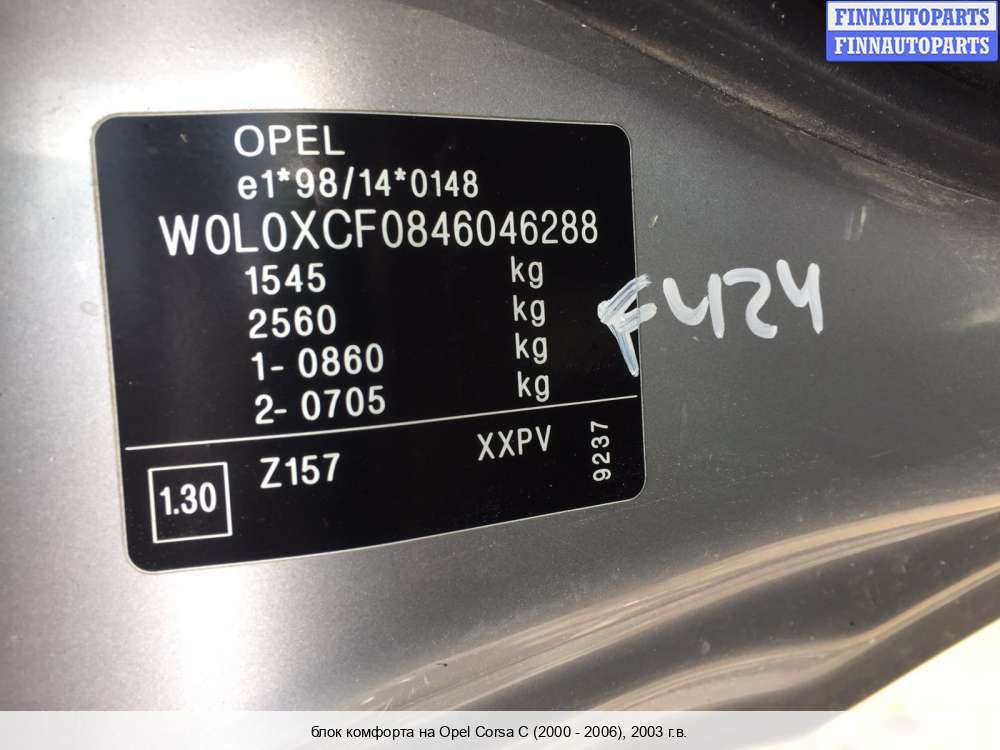 FINNAUTOPARTS
FINNAUTOPARTS
OPEL
e1*98/14*0148
W0L0XCF0846046288
1545 kg
2560 kg
1- 0860 kg
2- 0705 kg
F424
1.30 Z157 XXPV 9237
блок комфорта на Opel Corsa C (2000 - 2006), 2003 г.в.